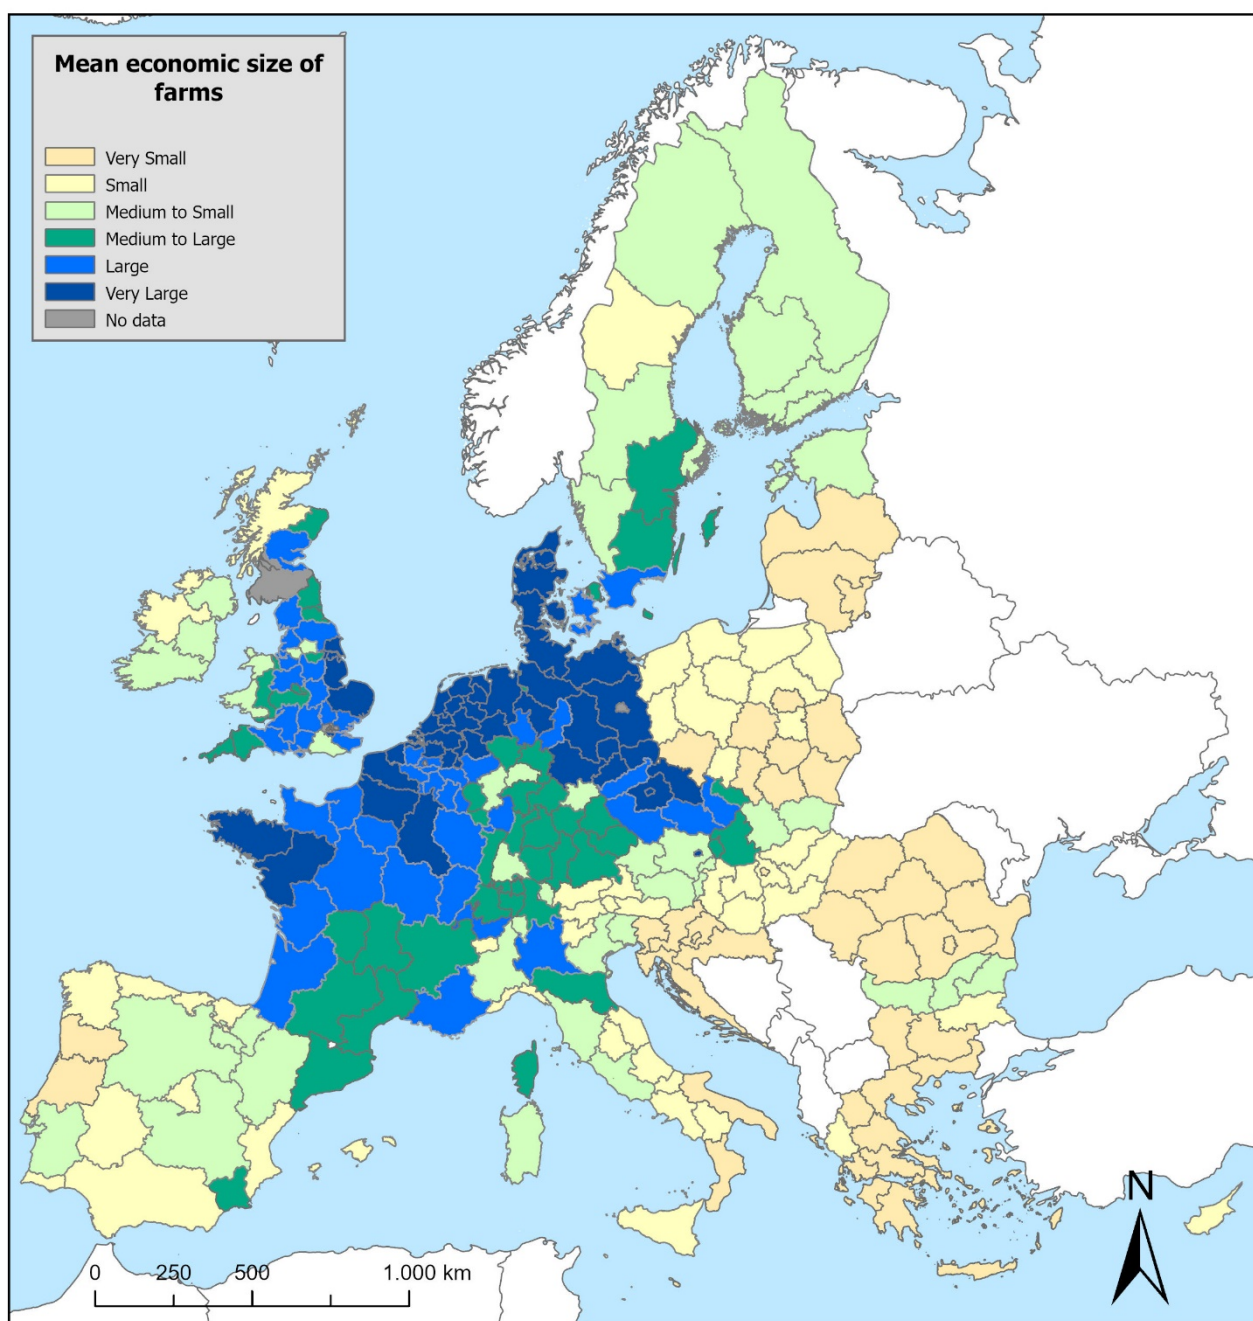 Mean economic size of
farms
Very Small
Small
Medium to Small
Medium to Large
Large
Very Large
No data
N
0 250 500 1.000 km